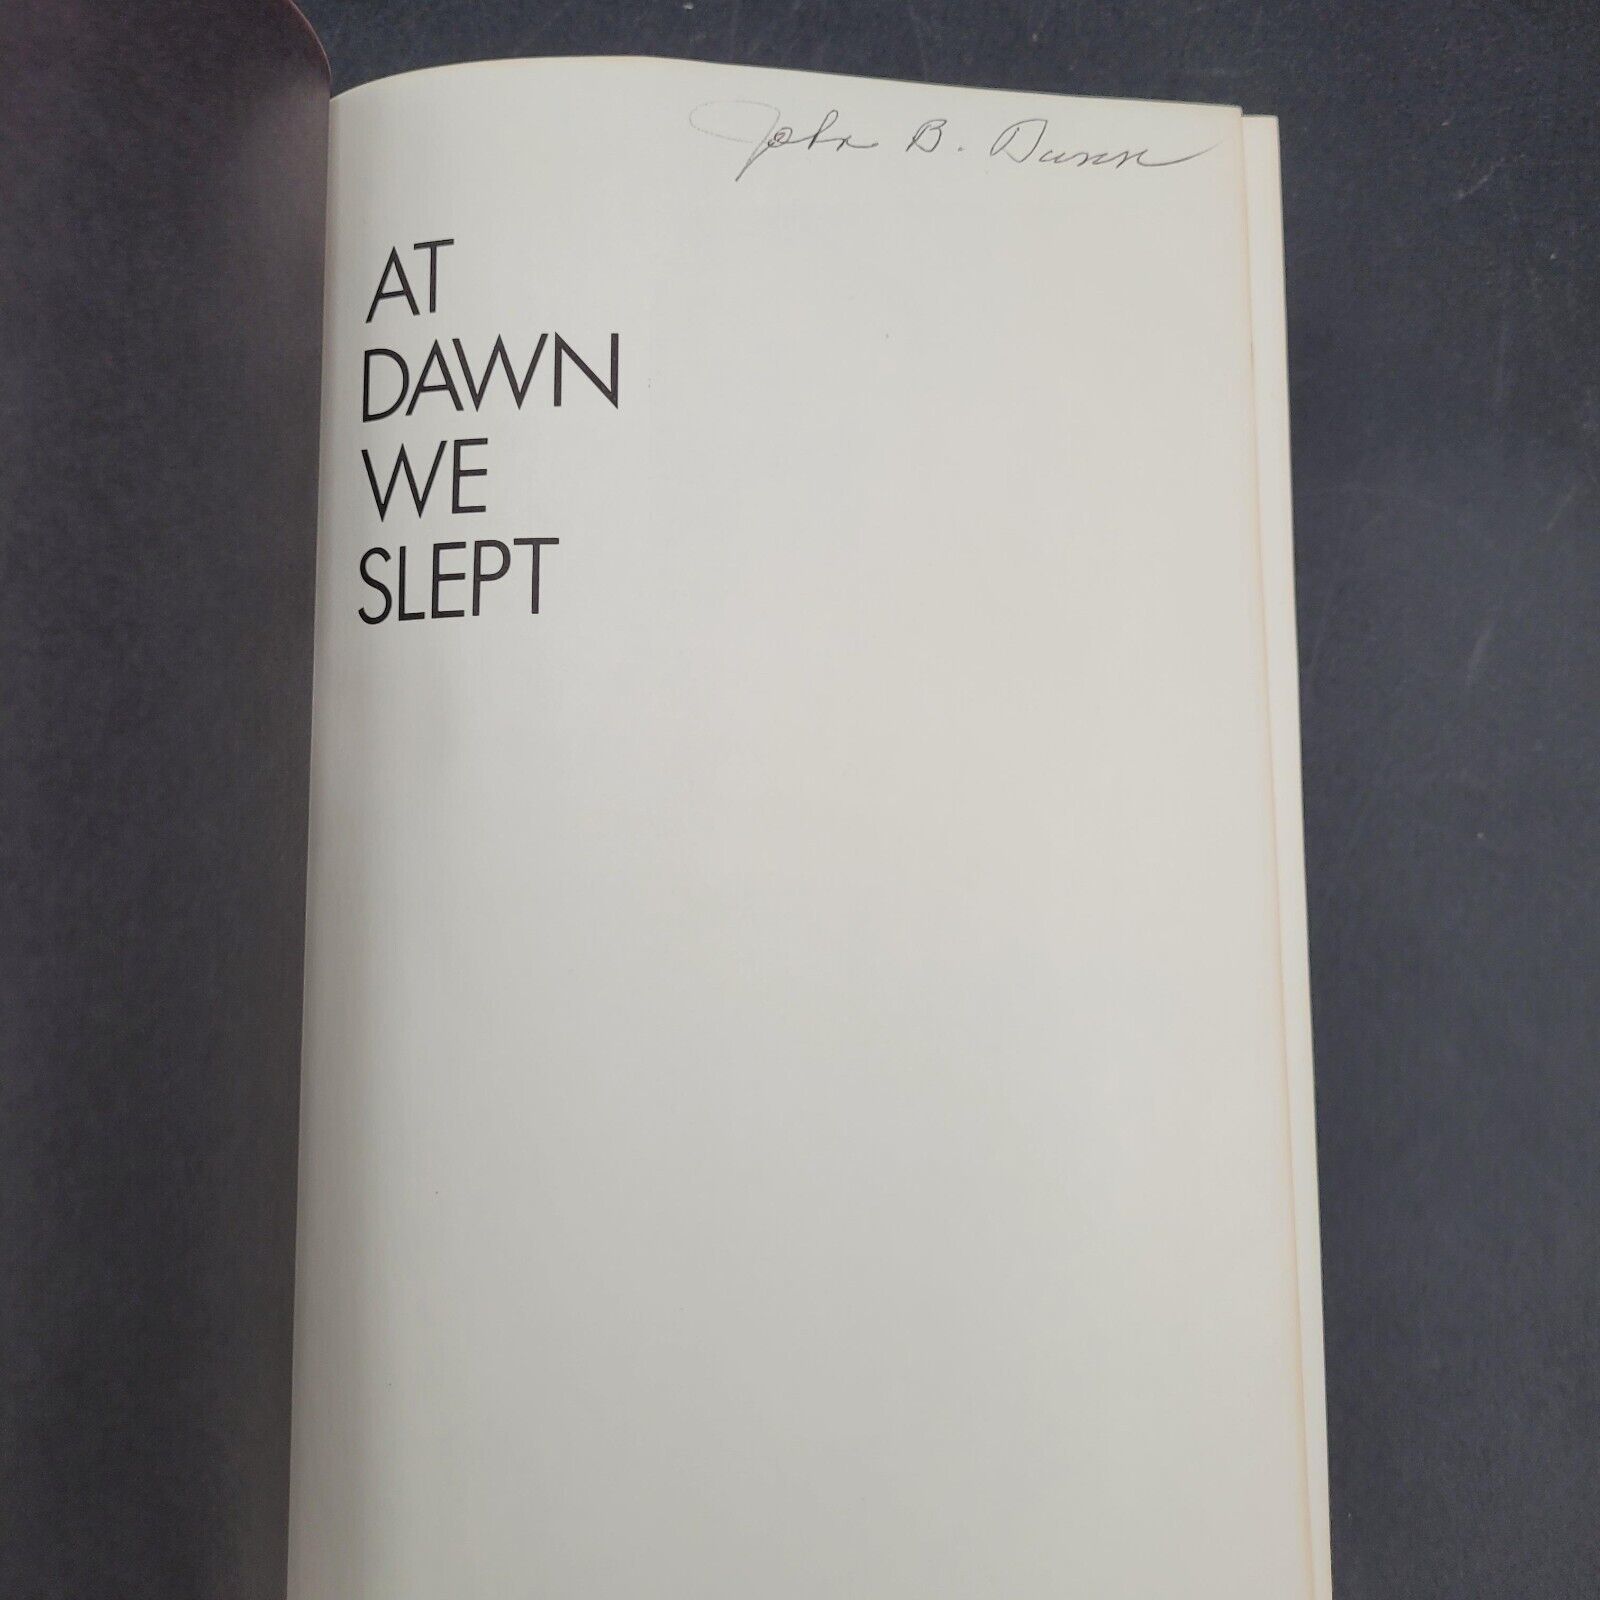 John B. Dunn
AT
DAWN
WE
SLEPT